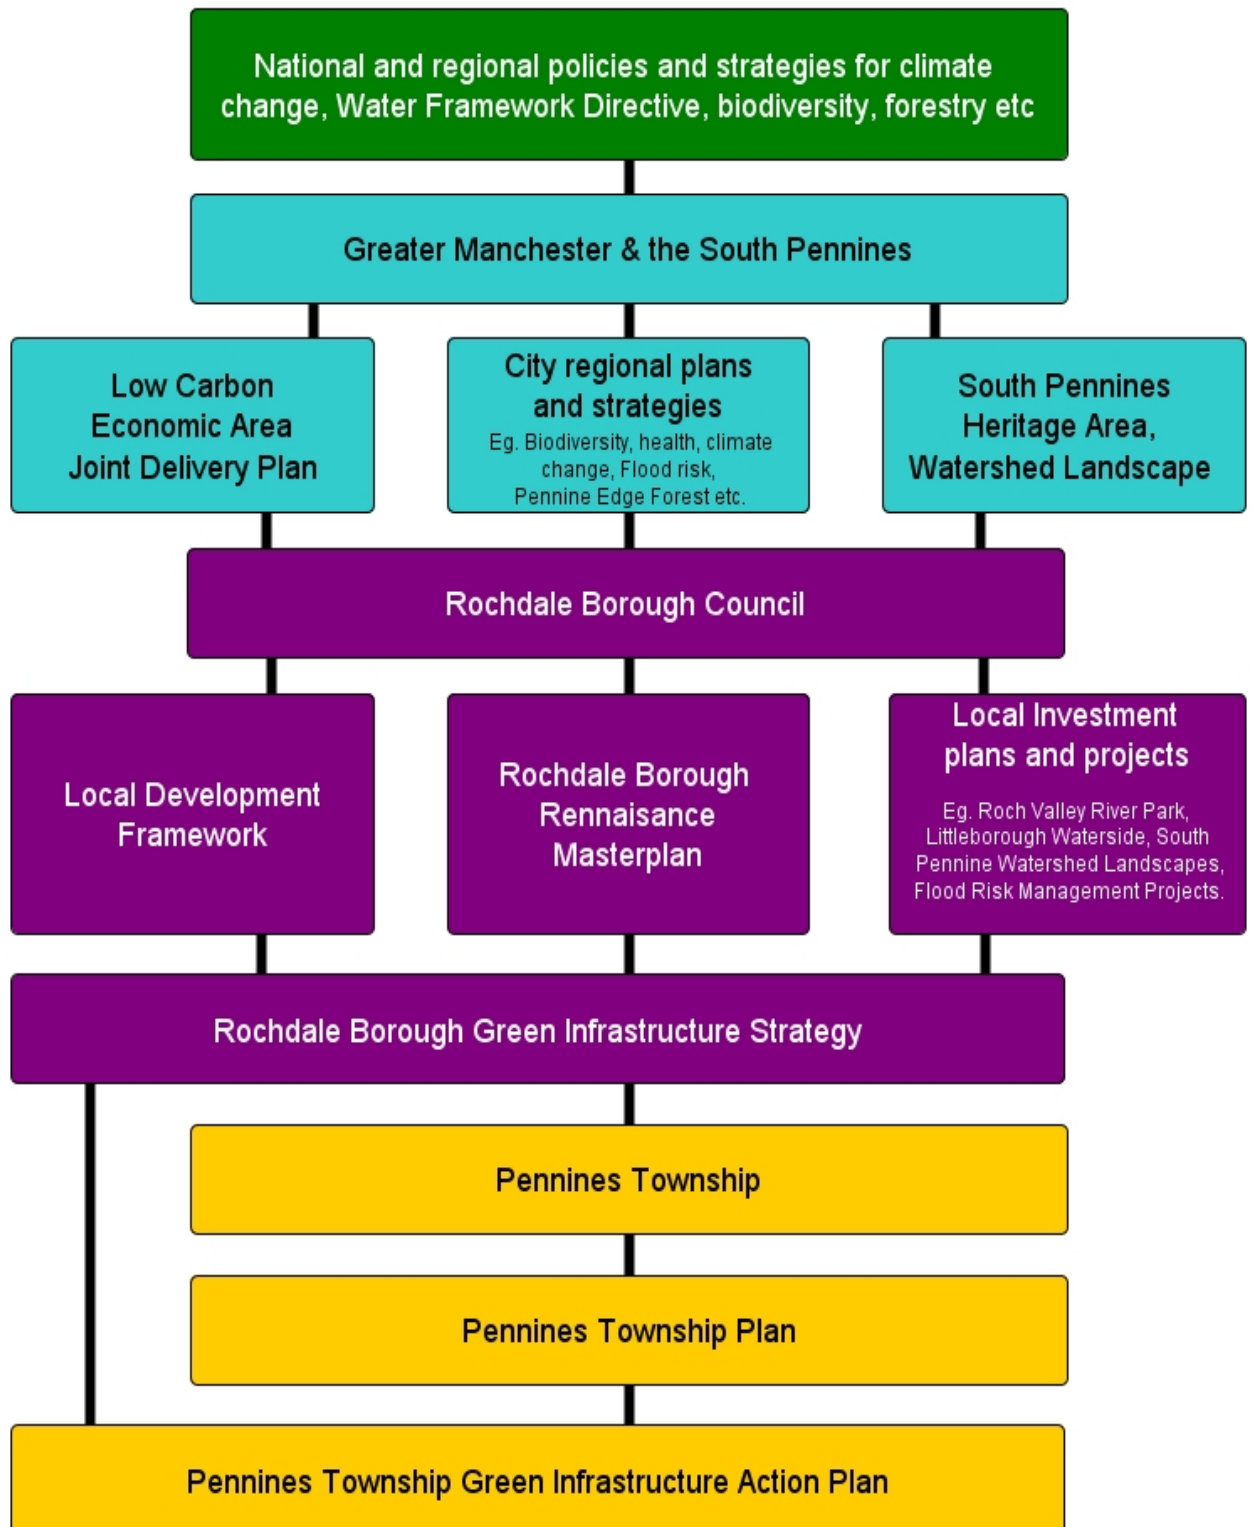 National and regional policies and strategies for climate
change, Water Framework Directive, biodiversity, forestry etc
Greater Manchester & the South Pennines
Low Carbon
Economic Area
Joint Delivery Plan
City regional plans
and strategies
Eg. Biodiversity, health, climate
change, Flood risk,
Pennine Edge Forest etc.
South Pennines
Heritage Area,
Watershed Landscape
Rochdale Borough Council
Local Development
Framework
Rochdale Borough
Rennaisance
Masterplan
Local Investment
plans and projects
Eg. Roch Valley River Park,
Littleborough Waterside, South
Pennine Watershed Landscapes,
Flood Risk Management Projects.
Rochdale Borough Green Infrastructure Strategy
Pennines Township
Pennines Township Plan
Pennines Township Green Infrastructure Action Plan